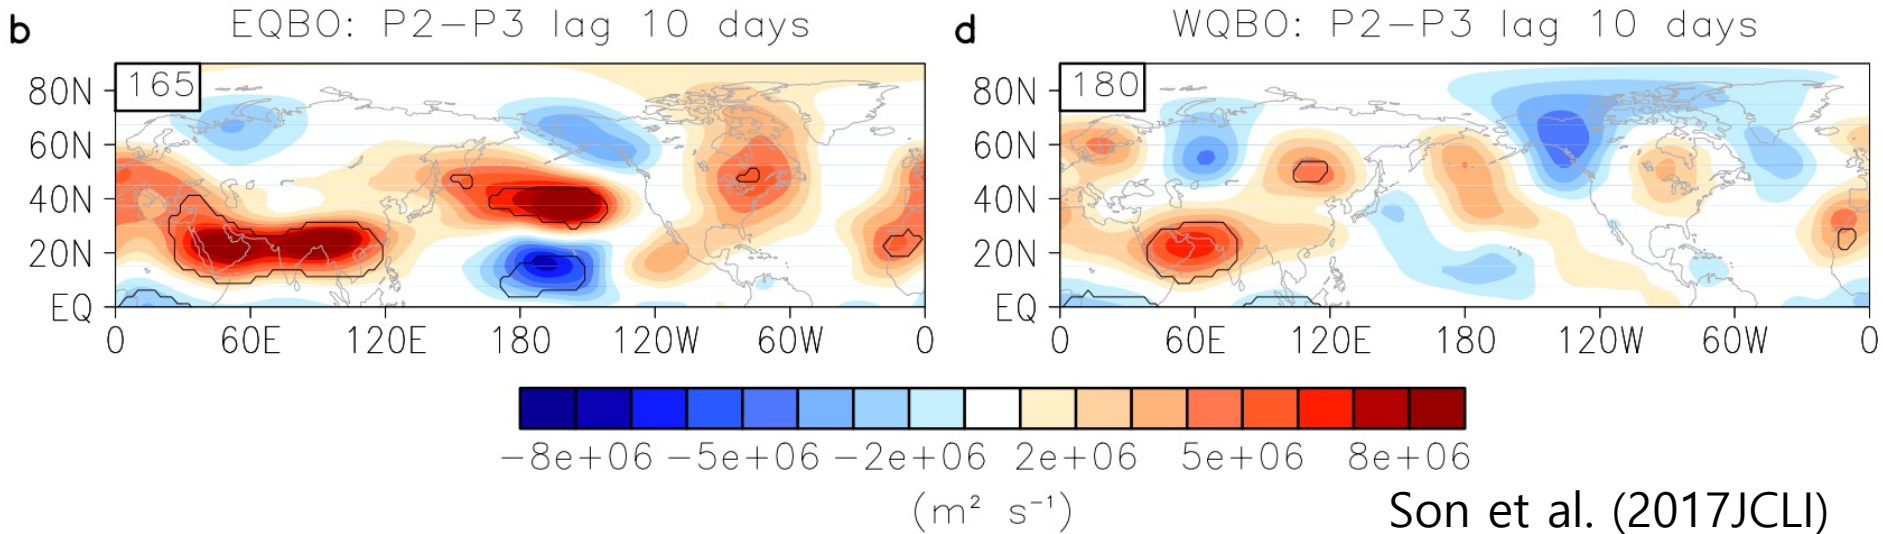 b EQBO: P2−P3 lag 10 days
165
80N
60N
40N
20N
EQ
0 60E 120E 180 120W 60W 0
d WQBO: P2−P3 lag 10 days
180
80N
60N
40N
20N
EQ
0 60E 120E 180 120W 60W 0
−8e+06 −5e+06 −2e+06 2e+06 5e+06 8e+06
(m² s⁻¹)
Son et al. (2017JCLI)